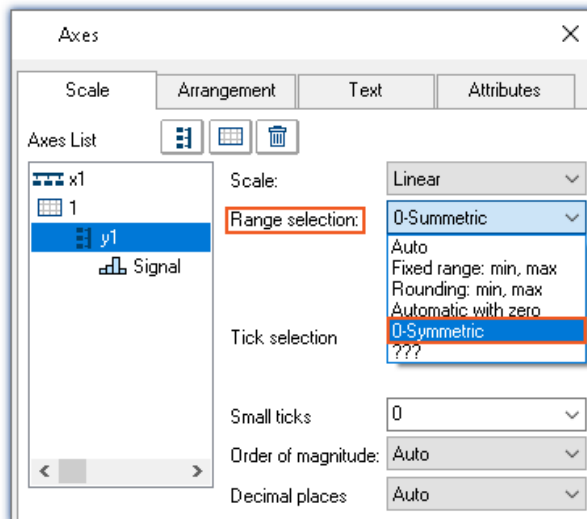 Axes
Scale Arrangement Text Attributes
Axes List
x1
1
y1
Signal
Scale: Linear
Range selection: 0-Summetric
Auto
Fixed range: min, max
Rounding: min, max
Automatic with zero
0-Symmetric
???
Tick selection
Small ticks 0
Order of magnitude: Auto
Decimal places Auto